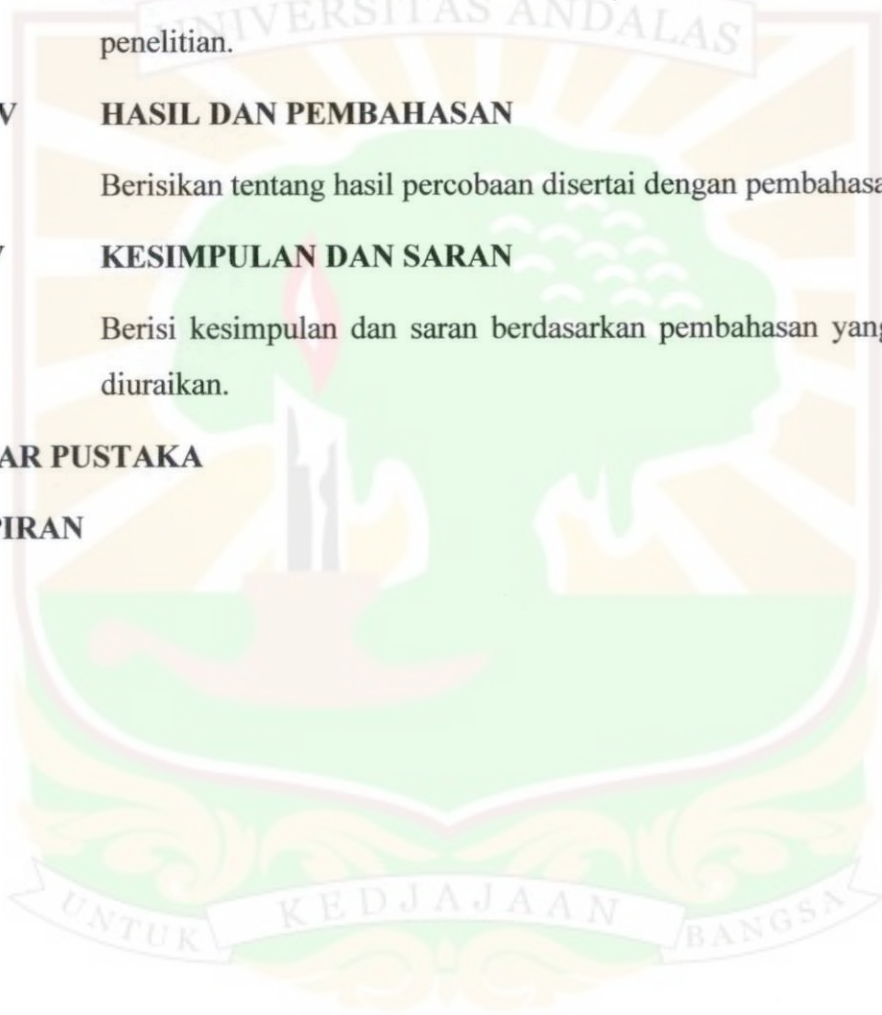 UNIVERSITAS ANDALAS
penelitian.
V HASIL DAN PEMBAHASAN
Berisikan tentang hasil percobaan disertai dengan pembahasa
KESIMPULAN DAN SARAN
Berisi kesimpulan dan saran berdasarkan pembahasan yang
diuraikan.
AR PUSTAKA
PIRAN
UNTUK KEDJAJAAN BANGSA